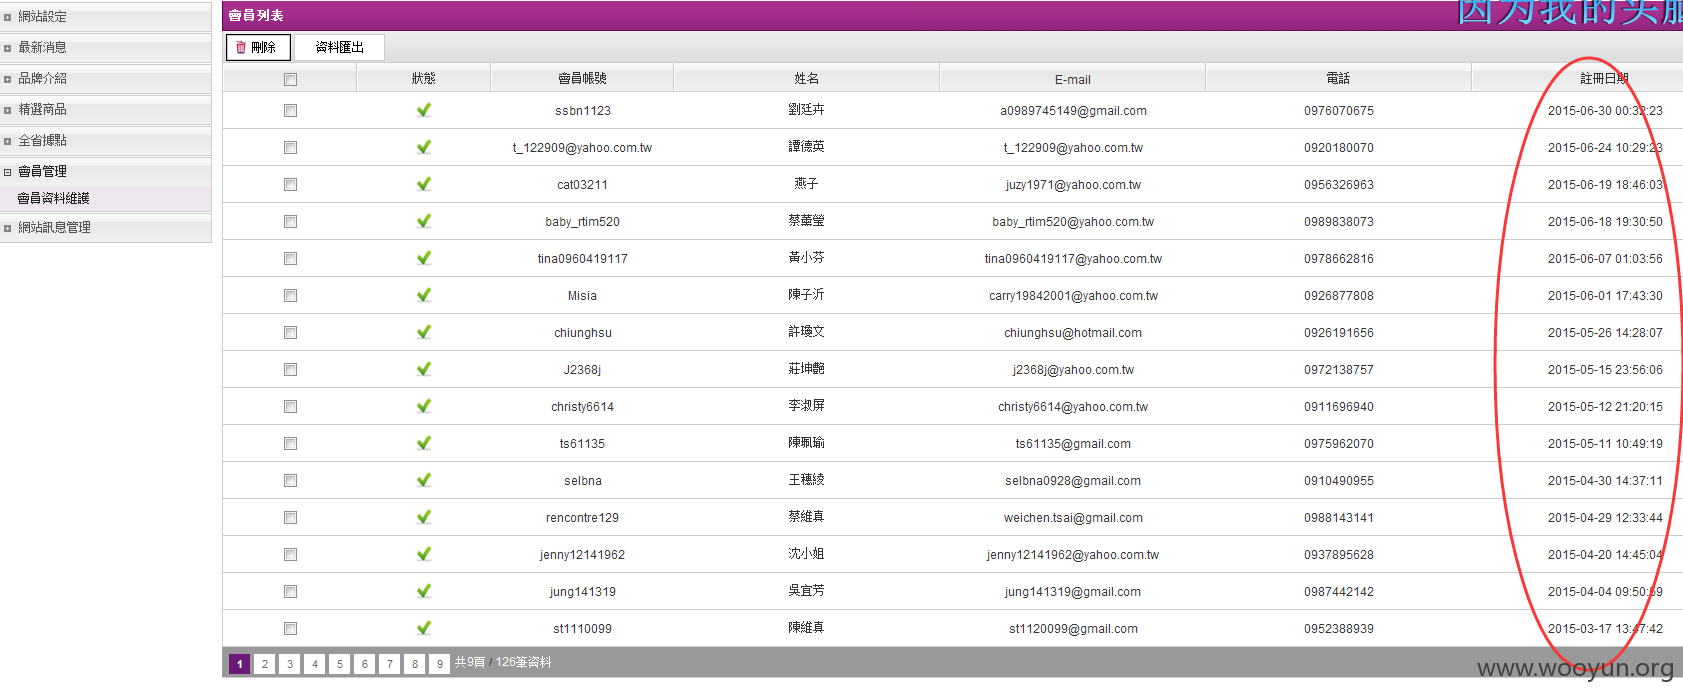 網站設定
最新消息
品牌介紹
精選商品
全省據點
會員管理
會員資料維護
網站訊息管理
會員列表
因为我的头脑
刪除 資料匯出
狀態 會員帳號 姓名 E-mail 電話 註冊日期
ssbn1123 劉廷卉 a0989745149@gmail.com 0976070675 2015-06-30 00:32:23
t_122909@yahoo.com.tw 譚德英 t_122909@yahoo.com.tw 0920180070 2015-06-24 10:29:23
cat03211 燕子 juzy1971@yahoo.com.tw 0956326963 2015-06-19 18:46:03
baby_rtim520 蔡蕙瑩 baby_rtim520@yahoo.com.tw 0989838073 2015-06-18 19:30:50
tina0960419117 黃小芬 tina0960419117@yahoo.com.tw 0978662816 2015-06-07 01:03:56
Misia 陳子沂 carry19842001@yahoo.com.tw 0926877808 2015-06-01 17:43:30
chiunghsu 許瓊文 chiunghsu@hotmail.com 0926191656 2015-05-26 14:28:07
J2368j 莊坤艷 j2368j@yahoo.com.tw 0972138757 2015-05-15 23:56:06
christy6614 李淑屏 christy6614@yahoo.com.tw 0911696940 2015-05-12 21:20:15
ts61135 陳珮瑜 ts61135@gmail.com 0975962070 2015-05-11 10:49:19
selbna 王穗綾 selbna0928@gmail.com 0910490955 2015-04-30 14:37:11
rencontre129 蔡維真 weichen.tsai@gmail.com 0988143141 2015-04-29 12:33:44
jenny12141962 沈小姐 jenny12141962@yahoo.com.tw 0937895628 2015-04-20 14:45:04
jung141319 吳宜芳 jung141319@gmail.com 0987442142 2015-04-04 09:50:59
st1110099 陳維真 st1120099@gmail.com 0952388939 2015-03-17 13:47:42
1 2 3 4 5 6 7 8 9 共9頁 / 126筆資料
www.wooyun.org